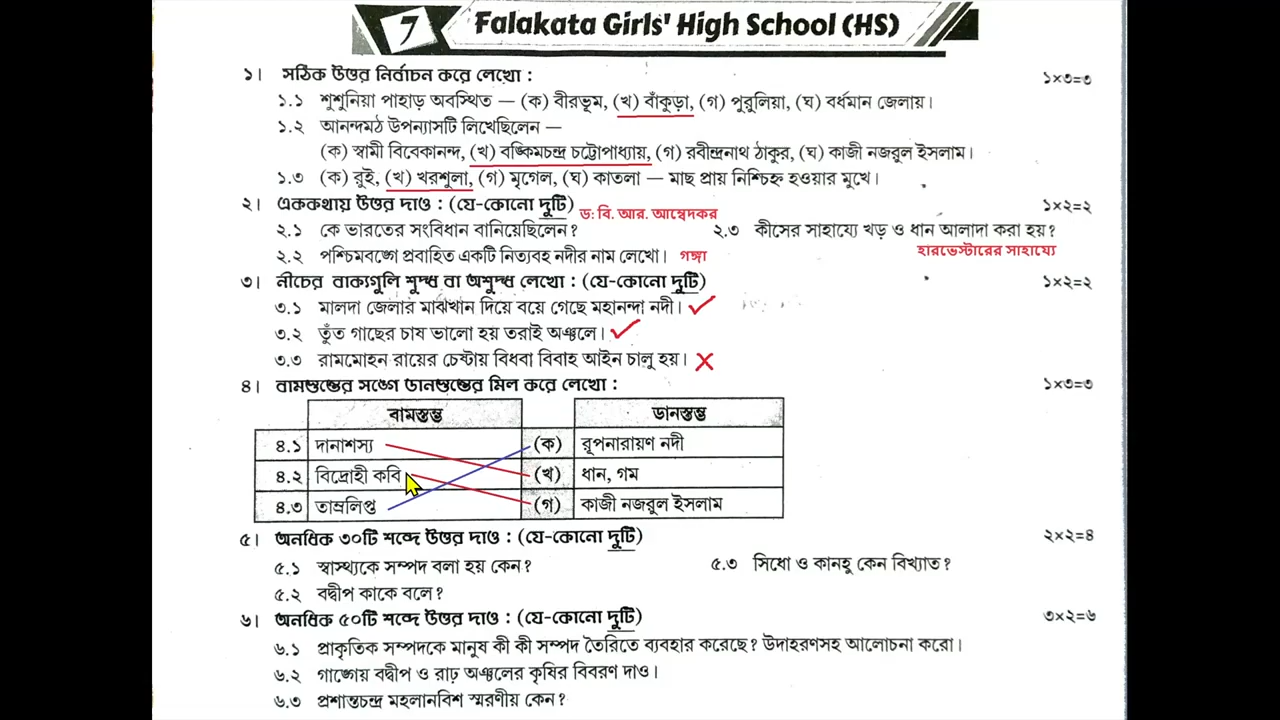 7 Falakata Girls' High School (HS)
১। সঠিক উত্তর নির্বাচন করে লেখো : ১×৩=৩
১.১ শুশুনিয়া পাহাড় অবস্থিত — (ক) বীরভূম, (খ) বাঁকুড়া, (গ) পুরুলিয়া, (ঘ) বর্ধমান জেলায়।
১.২ আনন্দমঠ উপন্যাসটি লিখেছিলেন —
(ক) স্বামী বিবেকানন্দ, (খ) বঙ্কিমচন্দ্র চট্টোপাধ্যায়, (গ) রবীন্দ্রনাথ ঠাকুর, (ঘ) কাজী নজরুল ইসলাম।
১.৩ (ক) রুই, (খ) খরশুলা, (গ) মৃগেল, (ঘ) কাতলা — মাছ প্রায় নিশ্চিহ্ন হওয়ার মুখে।
২। এককথায় উত্তর দাও : (যে-কোনো দুটি) ১×২=২
ড: বি. আর. আম্বেদকর
২.১ কে ভারতের সংবিধান বানিয়েছিলেন? ২.৩ কীসের সাহায্যে খড় ও ধান আলাদা করা হয়?
২.২ পশ্চিমবঙ্গে প্রবাহিত একটি নিত্যবহ নদীর নাম লেখো। গঙ্গা হারভেস্টারের সাহায্যে
৩। নীচের বাক্যগুলি শুদ্ধ বা অশুদ্ধ লেখো : (যে-কোনো দুটি) ১×২=২
৩.১ মালদা জেলার মাঝখান দিয়ে বয়ে গেছে মহানন্দা নদী।
৩.২ তুঁত গাছের চাষ ভালো হয় তরাই অঞ্চলে।
৩.৩ রামমোহন রায়ের চেষ্টায় বিধবা বিবাহ আইন চালু হয়।
৪। বামস্তম্ভের সঙ্গে ডানস্তম্ভের মিল করে লেখো : ১×৩=৩
বামস্তম্ভ ডানস্তম্ভ
৪.১ দানাশস্য (ক) রূপনারায়ণ নদী
৪.২ বিদ্রোহী কবি (খ) ধান, গম
৪.৩ তাম্রলিপ্ত (গ) কাজী নজরুল ইসলাম
৫। অনধিক ৩০টি শব্দে উত্তর দাও : (যে-কোনো দুটি) ২×২=৪
৫.১ স্বাস্থ্যকে সম্পদ বলা হয় কেন? ৫.৩ সিধো ও কানহু কেন বিখ্যাত?
৫.২ বদ্বীপ কাকে বলে?
৬। অনধিক ৫০টি শব্দে উত্তর দাও : (যে-কোনো দুটি) ৩×২=৬
৬.১ প্রাকৃতিক সম্পদকে মানুষ কী কী সম্পদ তৈরিতে ব্যবহার করেছে? উদাহরণসহ আলোচনা করো।
৬.২ গাঙ্গেয় বদ্বীপ ও রাঢ় অঞ্চলের কৃষির বিবরণ দাও।
৬.৩ প্রশান্তচন্দ্র মহলানবিশ স্মরণীয় কেন?